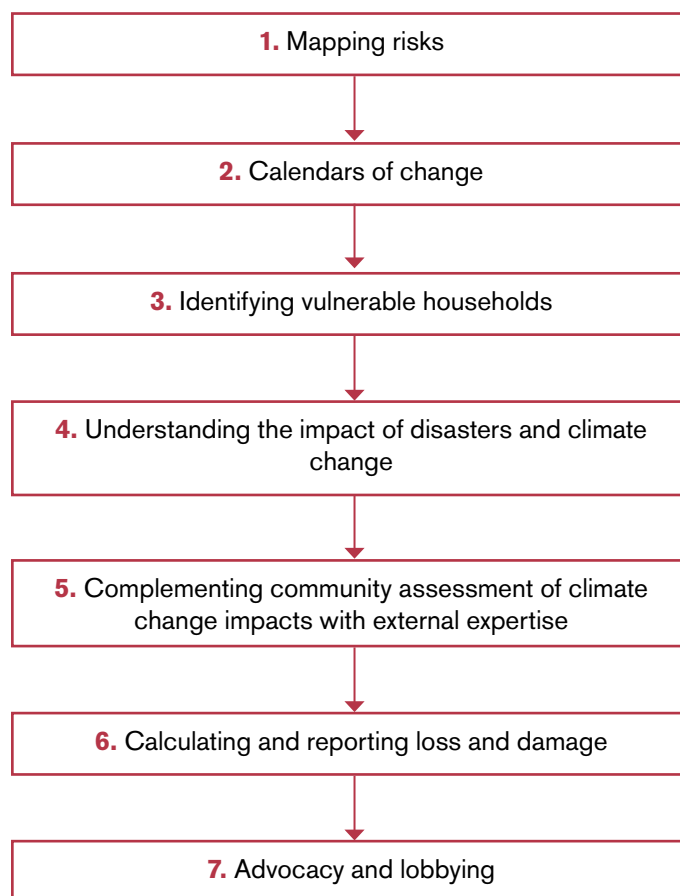 1. Mapping risks
2. Calendars of change
3. Identifying vulnerable households
4. Understanding the impact of disasters and climate
change
5. Complementing community assessment of climate
change impacts with external expertise
6. Calculating and reporting loss and damage
7. Advocacy and lobbying